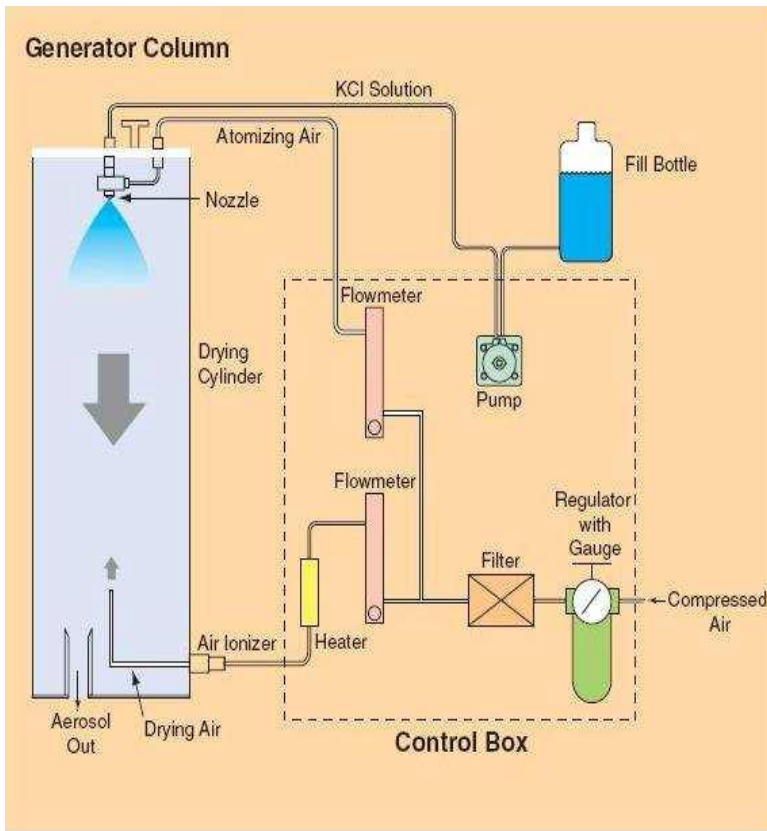 Generator Column
KCl Solution
Atomizing Air
Fill Bottle
Nozzle
Flowmeter
Drying
Cylinder
Pump
Flowmeter
Regulator
with
Gauge
Filter
Compressed
Air
Air Ionizer
Heater
Aerosol
Out
Drying Air
Control Box